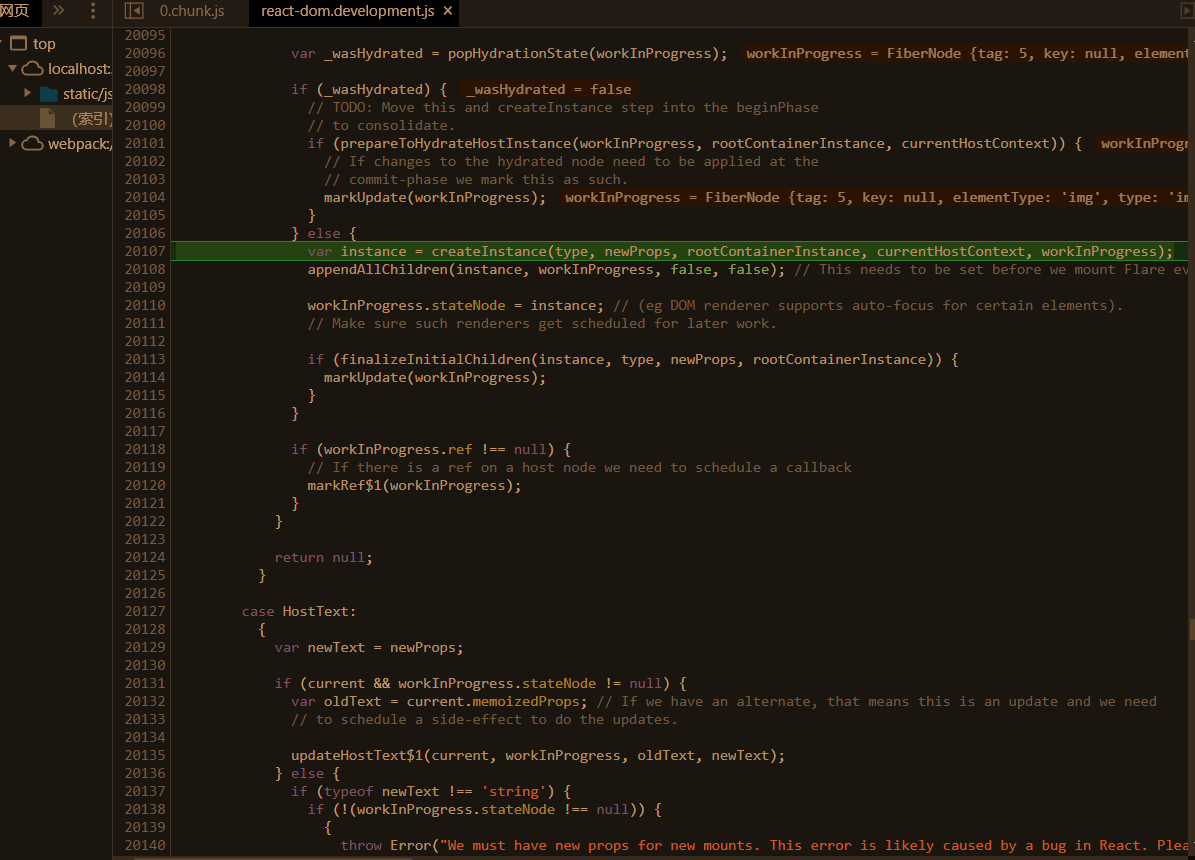 网页
0.chunk.js
react-dom.development.js ×
top
localhost:
static/js
(索引)
webpack:/
20095
20096 var _wasHydrated = popHydrationState(workInProgress); workInProgress = FiberNode {tag: 5, key: null, element
20097
20098 if (_wasHydrated) { _wasHydrated = false
20099 // TODO: Move this and createInstance step into the beginPhase
20100 // to consolidate.
20101 if (prepareToHydrateHostInstance(workInProgress, rootContainerInstance, currentHostContext)) { workInProgr
20102 // If changes to the hydrated node need to be applied at the
20103 // commit-phase we mark this as such.
20104 markUpdate(workInProgress); workInProgress = FiberNode {tag: 5, key: null, elementType: 'img', type: 'im
20105 }
20106 } else {
20107 var instance = createInstance(type, newProps, rootContainerInstance, currentHostContext, workInProgress);
20108 appendAllChildren(instance, workInProgress, false, false); // This needs to be set before we mount Flare ev
20109
20110 workInProgress.stateNode = instance; // (eg DOM renderer supports auto-focus for certain elements).
20111 // Make sure such renderers get scheduled for later work.
20112
20113 if (finalizeInitialChildren(instance, type, newProps, rootContainerInstance)) {
20114 markUpdate(workInProgress);
20115 }
20116 }
20117
20118 if (workInProgress.ref !== null) {
20119 // If there is a ref on a host node we need to schedule a callback
20120 markRef$1(workInProgress);
20121 }
20122 }
20123
20124 return null;
20125 }
20126
20127 case HostText:
20128 {
20129 var newText = newProps;
20130
20131 if (current && workInProgress.stateNode != null) {
20132 var oldText = current.memoizedProps; // If we have an alternate, that means this is an update and we need
20133 // to schedule a side-effect to do the updates.
20134
20135 updateHostText$1(current, workInProgress, oldText, newText);
20136 } else {
20137 if (typeof newText !== 'string') {
20138 if (!(workInProgress.stateNode !== null)) {
20139 {
20140 throw Error("We must have new props for new mounts. This error is likely caused by a bug in React. Plea